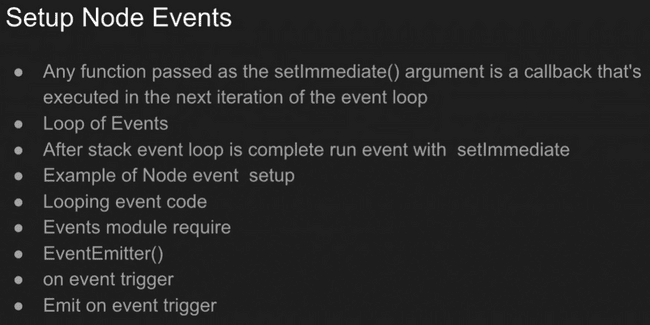 Setup Node Events
● Any function passed as the setImmediate() argument is a callback that's
executed in the next iteration of the event loop
● Loop of Events
● After stack event loop is complete run event with  setImmediate
● Example of Node event  setup
● Looping event code
● Events module require
● EventEmitter()
● on event trigger
● Emit on event trigger